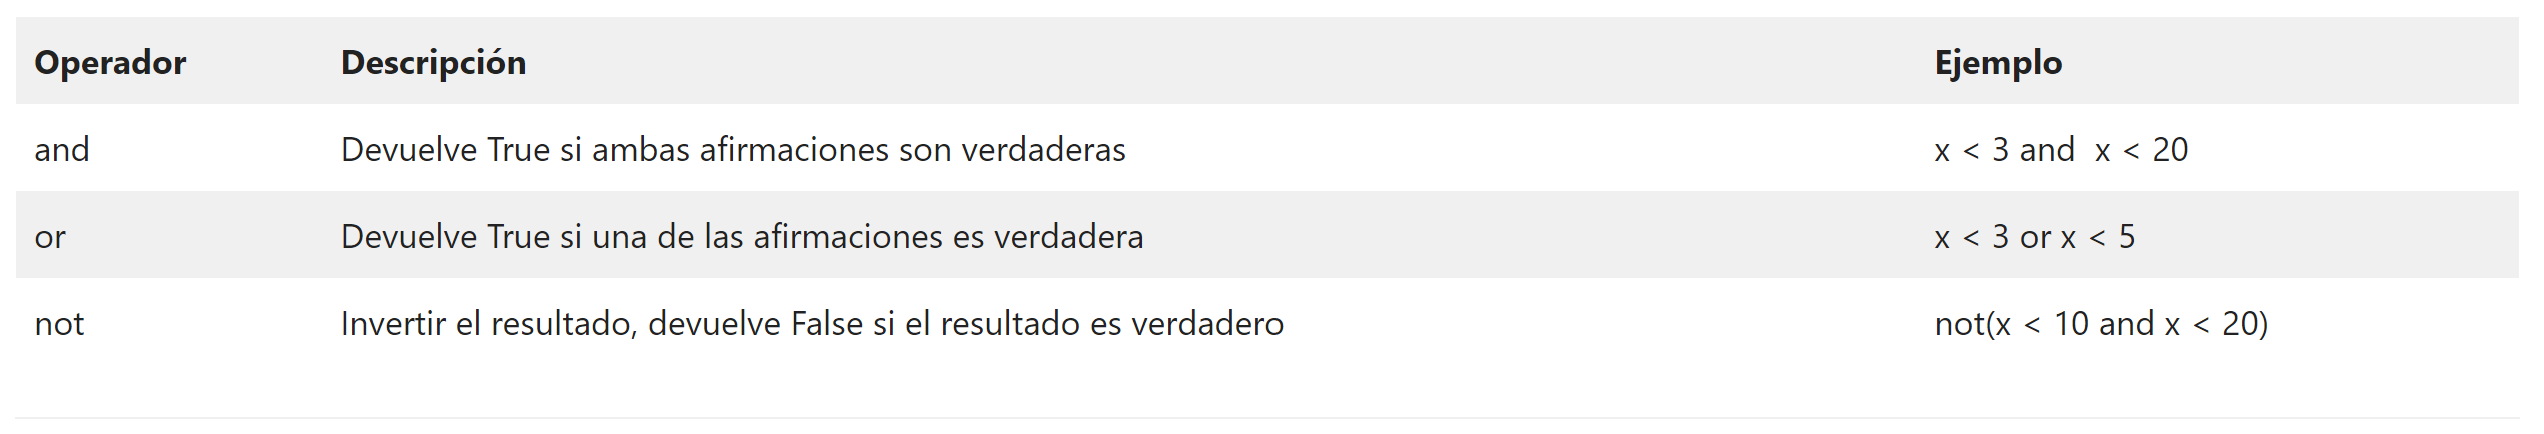 Operador Descripción Ejemplo
and Devuelve True si ambas afirmaciones son verdaderas x < 3 and  x < 20
or Devuelve True si una de las afirmaciones es verdadera x < 3 or x < 5
not Invertir el resultado, devuelve False si el resultado es verdadero not(x < 10 and x < 20)